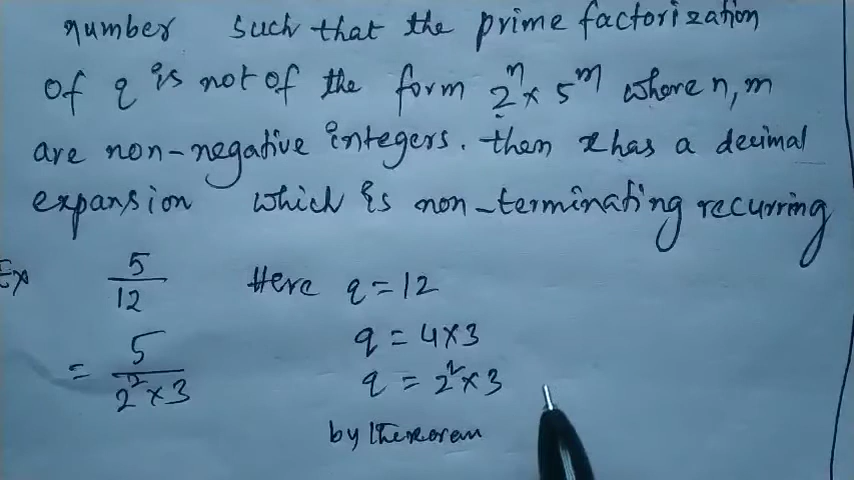 number such that the prime factorization
of q is not of the form 2ⁿ × 5ᵐ where n, m
are non-negative integers. then x has a decimal
expansion which is non-terminating recurring
Ex 5/12 Here q = 12
q = 4×3
= 5/2²×3 q = 2²×3
by theoram